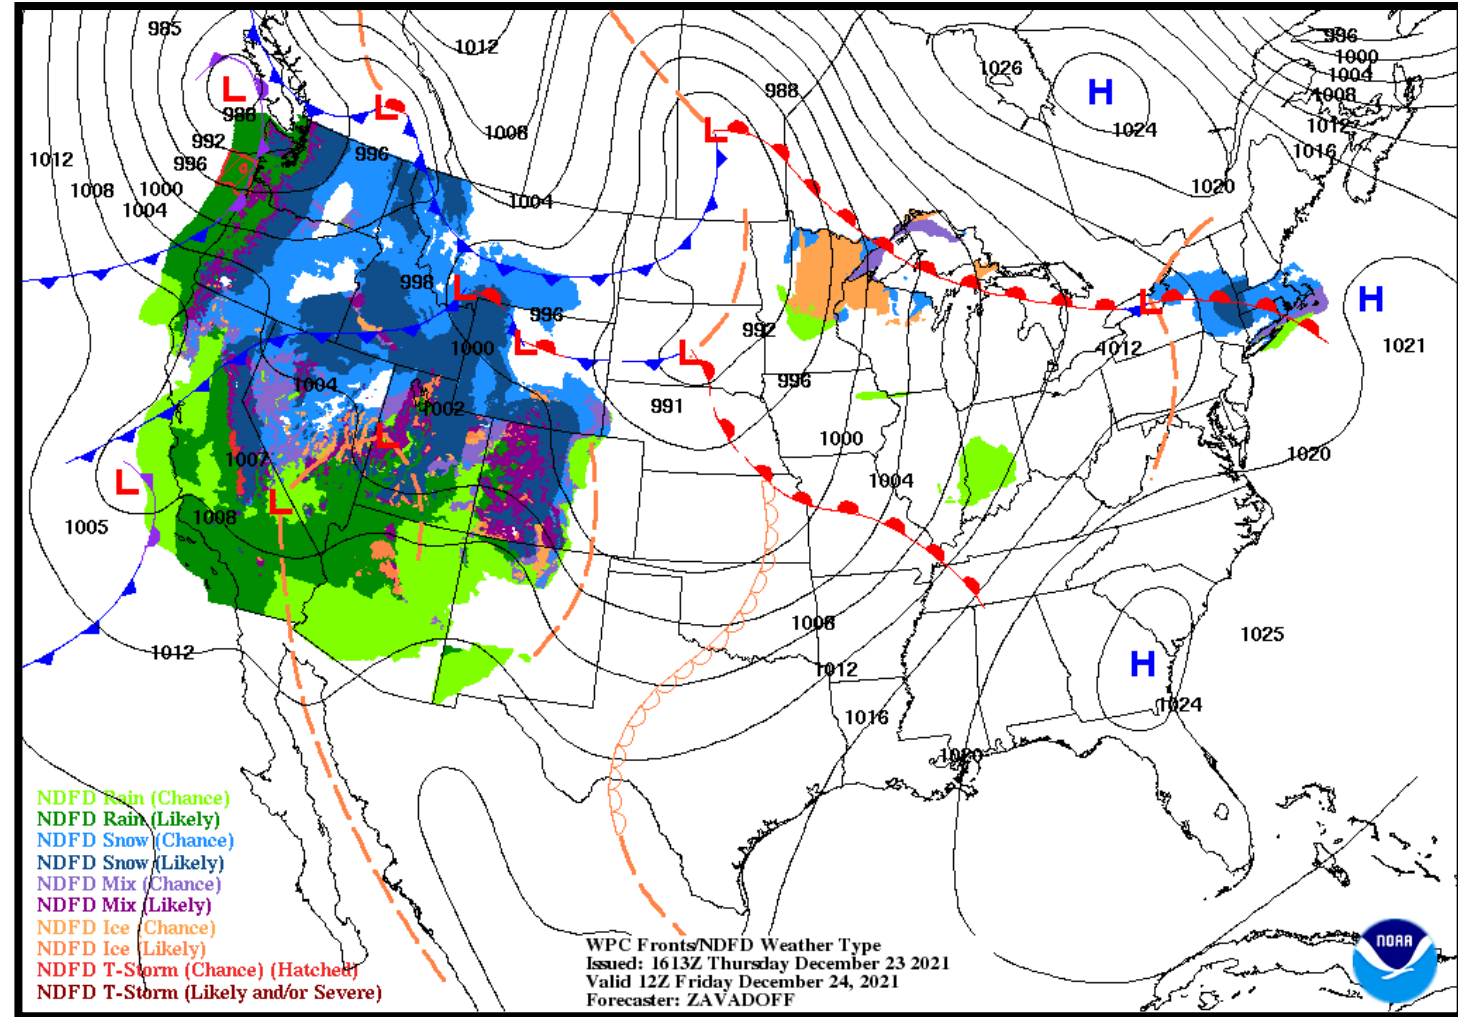 985
1012
996
1000
1004
1008
1026
H
L
988
988
L
1024
L
1012
1008
992
996
1012
996
1016
1008
1000
1004
1004
1020
998
L
L
H
996
992
1021
L
1000
L
1012
1004
996
1002
991
1000
L
1007
1020
L
1004
L
1005
1008
1008
1025
1012
1012
H
1016
1024
1020
NDFD Rain (Chance)
NDFD Rain (Likely)
NDFD Snow (Chance)
NDFD Snow (Likely)
NDFD Mix (Chance)
NDFD Mix (Likely)
NDFD Ice (Chance)
NDFD Ice (Likely)
NDFD T-Storm (Chance) (Hatched)
NDFD T-Storm (Likely and/or Severe)
WPC Fronts/NDFD Weather Type
Issued: 1613Z Thursday December 23 2021
Valid 12Z Friday December 24, 2021
Forecaster: ZAVADOFF
NOAA